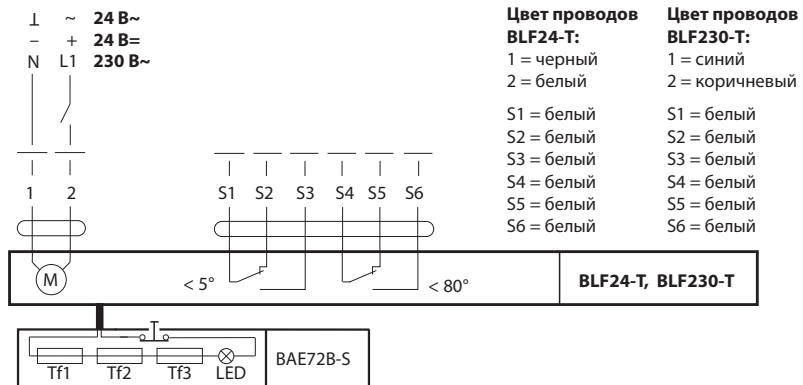 ⊥ ~ 24 В~
– + 24 В=
N L1 230 В~
1 2
S1 S2 S3 S4 S5 S6
M
< 5°
< 80°
BLF24-T, BLF230-T
Tf1 Tf2 Tf3 LED
BAE72B-S
Цвет проводов
BLF24-T:
1 = черный
2 = белый
S1 = белый
S2 = белый
S3 = белый
S4 = белый
S5 = белый
S6 = белый
Цвет проводов
BLF230-T:
1 = синий
2 = коричневый
S1 = белый
S2 = белый
S3 = белый
S4 = белый
S5 = белый
S6 = белый